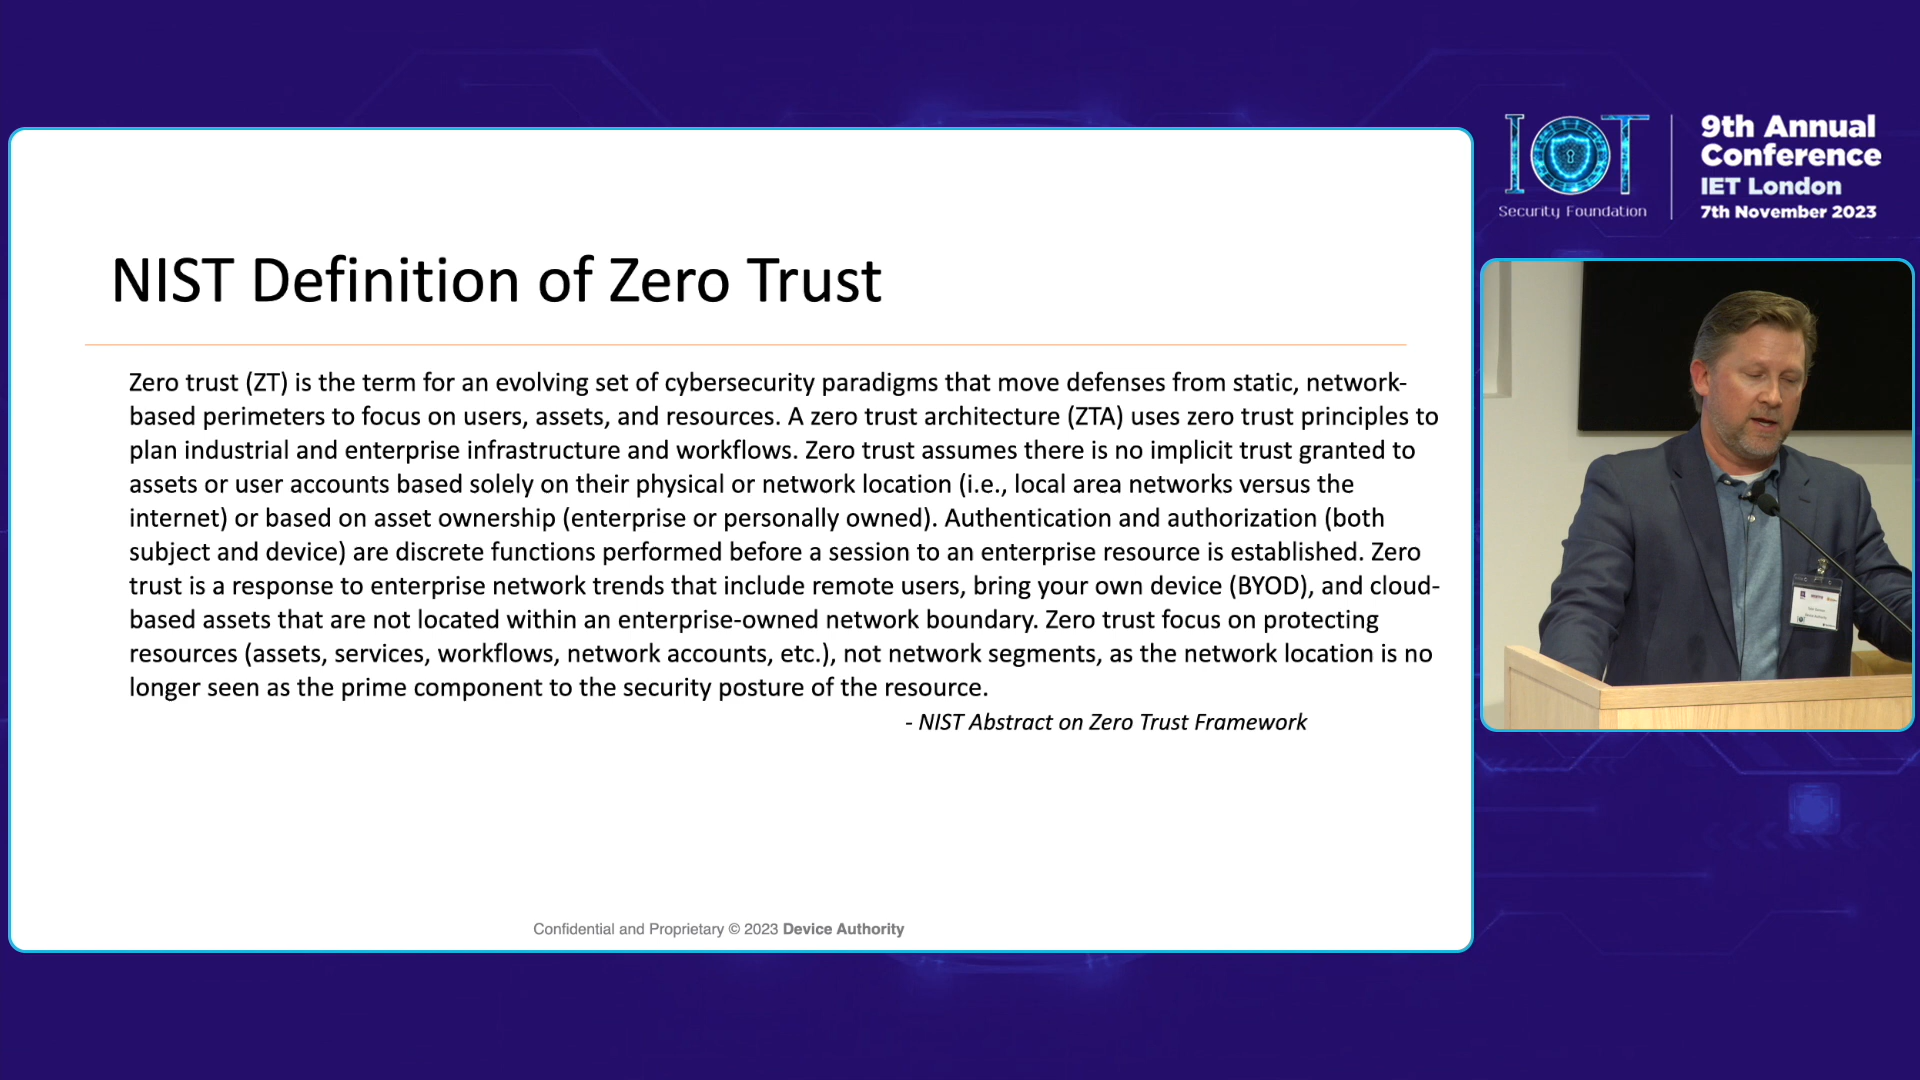 NIST Definition of Zero Trust
Zero trust (ZT) is the term for an evolving set of cybersecurity paradigms that move defenses from static, network-
based perimeters to focus on users, assets, and resources. A zero trust architecture (ZTA) uses zero trust principles to
plan industrial and enterprise infrastructure and workflows. Zero trust assumes there is no implicit trust granted to
assets or user accounts based solely on their physical or network location (i.e., local area networks versus the
internet) or based on asset ownership (enterprise or personally owned). Authentication and authorization (both
subject and device) are discrete functions performed before a session to an enterprise resource is established. Zero
trust is a response to enterprise network trends that include remote users, bring your own device (BYOD), and cloud-
based assets that are not located within an enterprise-owned network boundary. Zero trust focus on protecting
resources (assets, services, workflows, network accounts, etc.), not network segments, as the network location is no
longer seen as the prime component to the security posture of the resource.
- NIST Abstract on Zero Trust Framework
Confidential and Proprietary © 2023 Device Authority
IOT
Security Foundation
9th Annual
Conference
IET London
7th November 2023